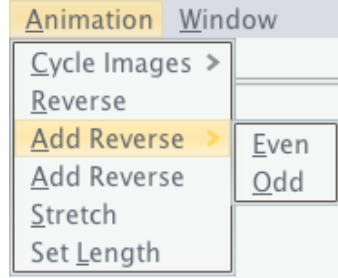 Animation Window
Cycle Images >
Reverse
Add Reverse >
Even
Add Reverse
Odd
Stretch
Set Length